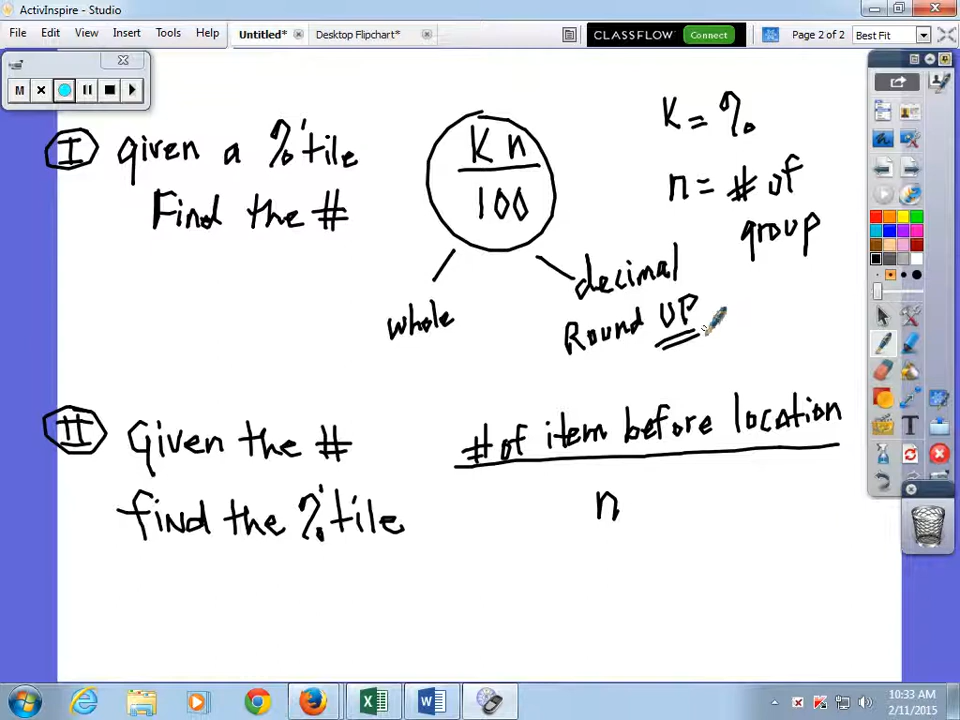 ActivInspire - Studio
File Edit View Insert Tools Help Untitled* Desktop Flipchart* CLASSFLOW Connect Page 2 of 2 Best Fit
M
I given a %'tile
Find the #
Kn
100
K = %
n = # of
group
whole
decimal
Round UP
II Given the #
find the %'tile
# of item before location
n
T
10:33 AM
2/11/2015